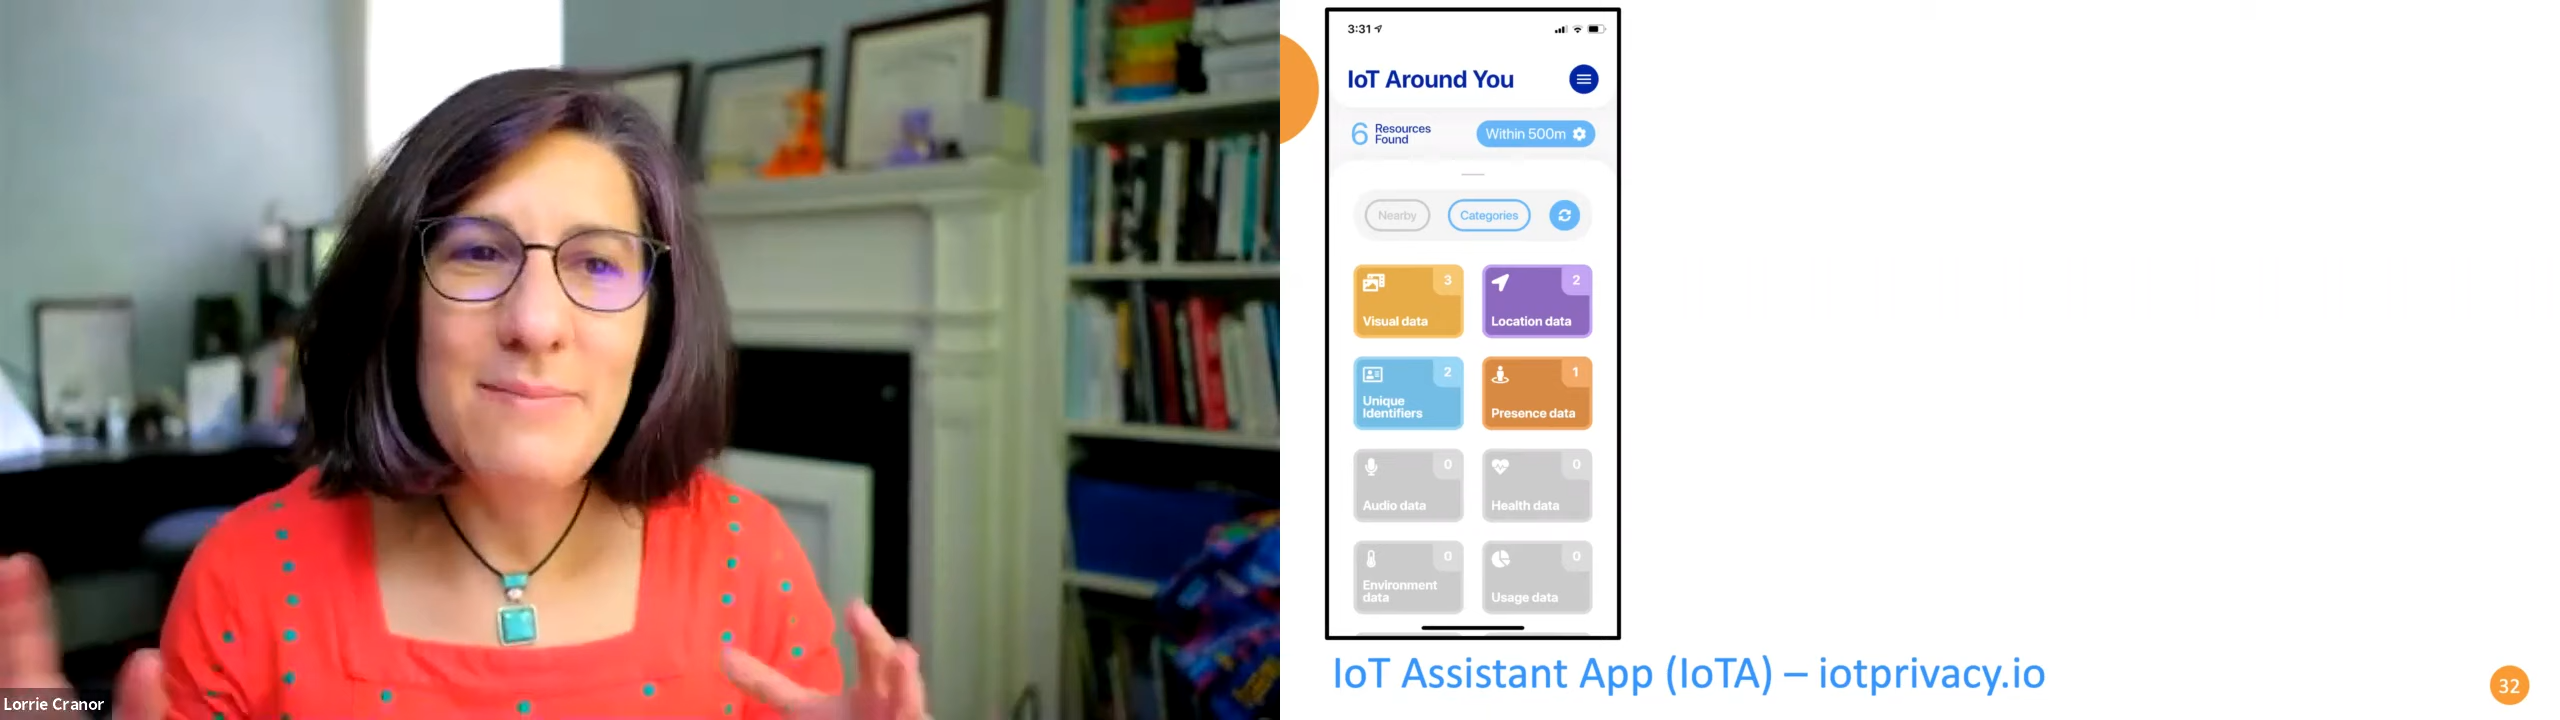 Lorrie Cranor
3:31
IoT Around You
6 Resources
Found
Within 500m
Nearby
Categories
3
Visual data
2
Location data
2
Unique
Identifiers
1
Presence data
0
Audio data
0
Health data
0
Environment
data
0
Usage data
IoT Assistant App (IoTA) – iotprivacy.io
32